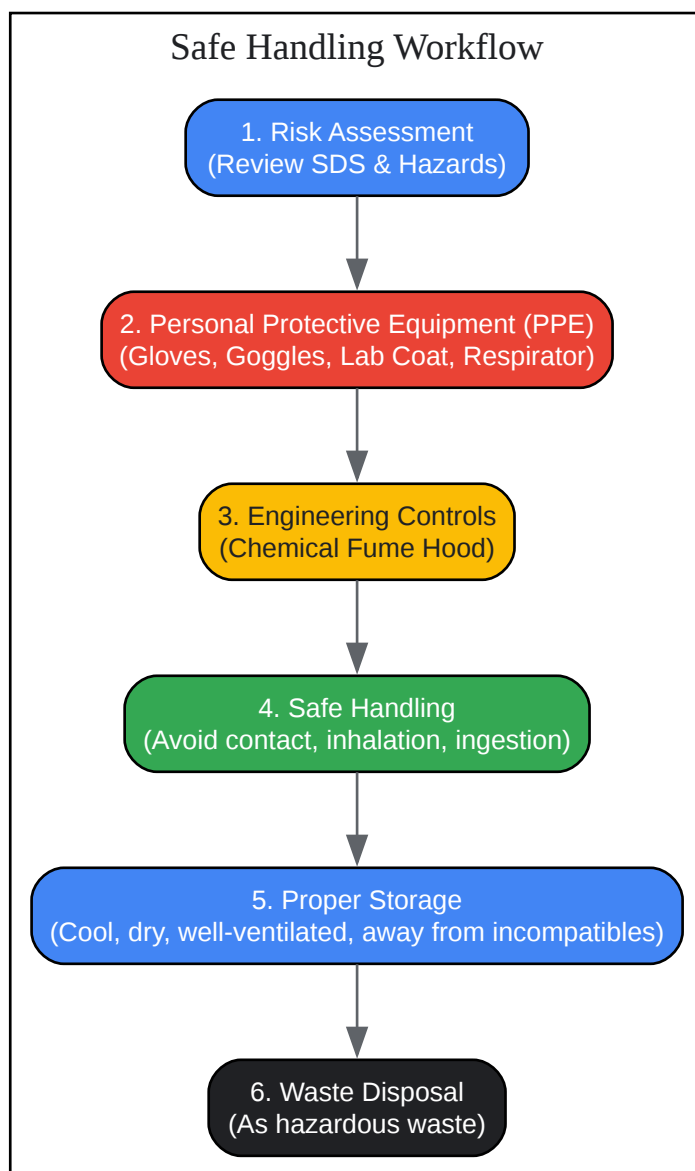 Safe Handling Workflow
1. Risk Assessment
(Review SDS & Hazards)
2. Personal Protective Equipment (PPE)
(Gloves, Goggles, Lab Coat, Respirator)
3. Engineering Controls
(Chemical Fume Hood)
4. Safe Handling
(Avoid contact, inhalation, ingestion)
5. Proper Storage
(Cool, dry, well-ventilated, away from incompatibles)
6. Waste Disposal
(As hazardous waste)